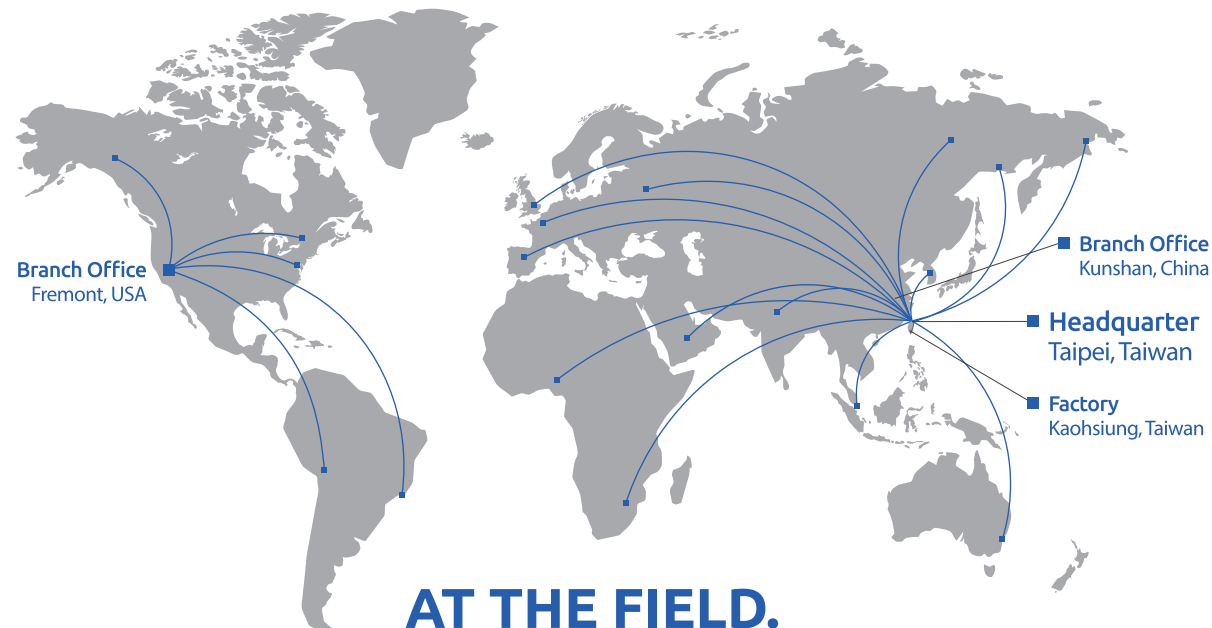 Branch Office
Fremont, USA
Branch Office
Kunshan, China
Headquarter
Taipei, Taiwan
Factory
Kaohsiung, Taiwan
AT THE FIELD.